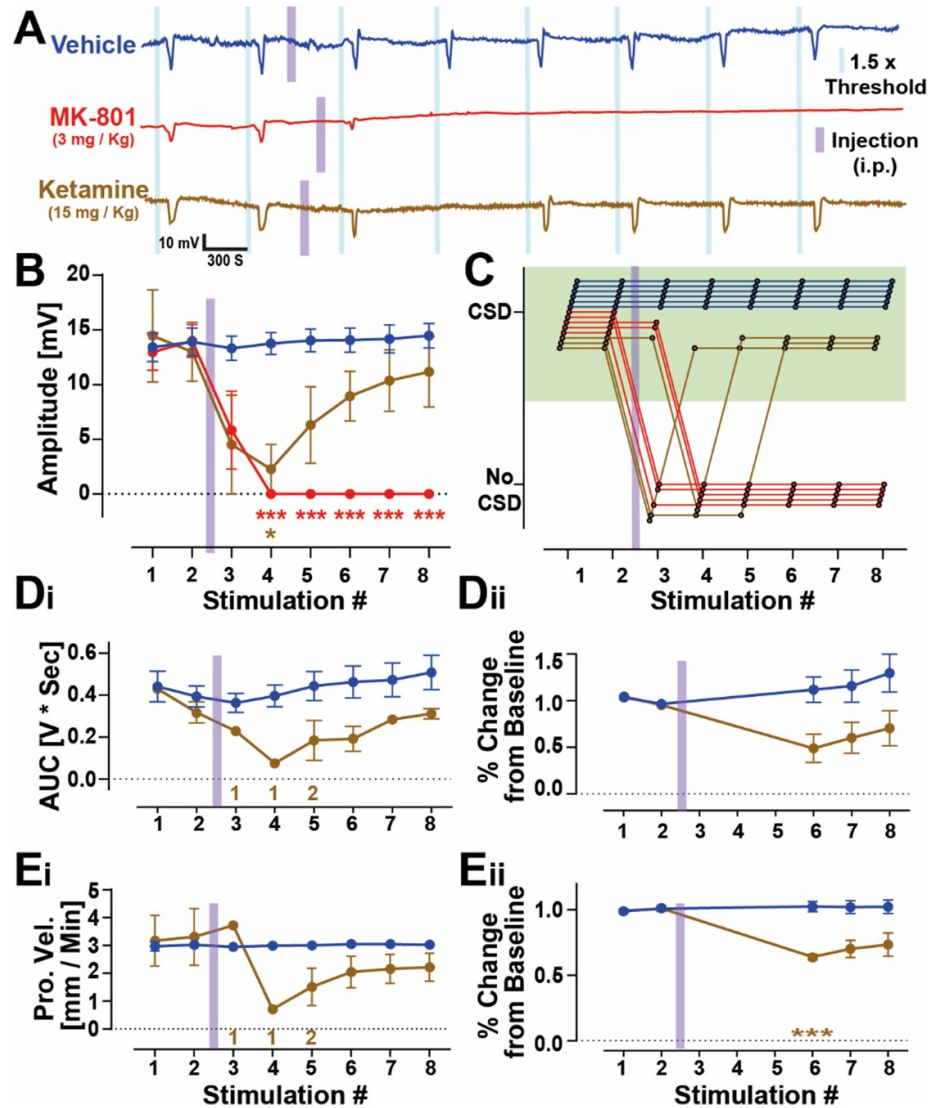 A
Vehicle
1.5 x
Threshold
MK-801
(3 mg / Kg)
Injection
(i.p.)
Ketamine
(15 mg / Kg)
10 mV
300 S
B
Amplitude [mV]
20
15
10
5
0
*** *** *** *** ***
*
1 2 3 4 5 6 7 8
Stimulation #
C
CSD
No
CSD
1 2 3 4 5 6 7 8
Stimulation #
Di
AUC [V * Sec]
0.6
0.4
0.2
0.0
1 1 2
1 2 3 4 5 6 7 8
Dii
% Change
from Baseline
1.5
1.0
0.5
0.0
1 2 3 4 5 6 7 8
Ei
Pro. Vel.
[mm / Min]
5
4
3
2
1
0
1 1 2
1 2 3 4 5 6 7 8
Stimulation #
Eii
% Change
from Baseline
1.0
0.5
0.0
***
1 2 3 4 5 6 7 8
Stimulation #